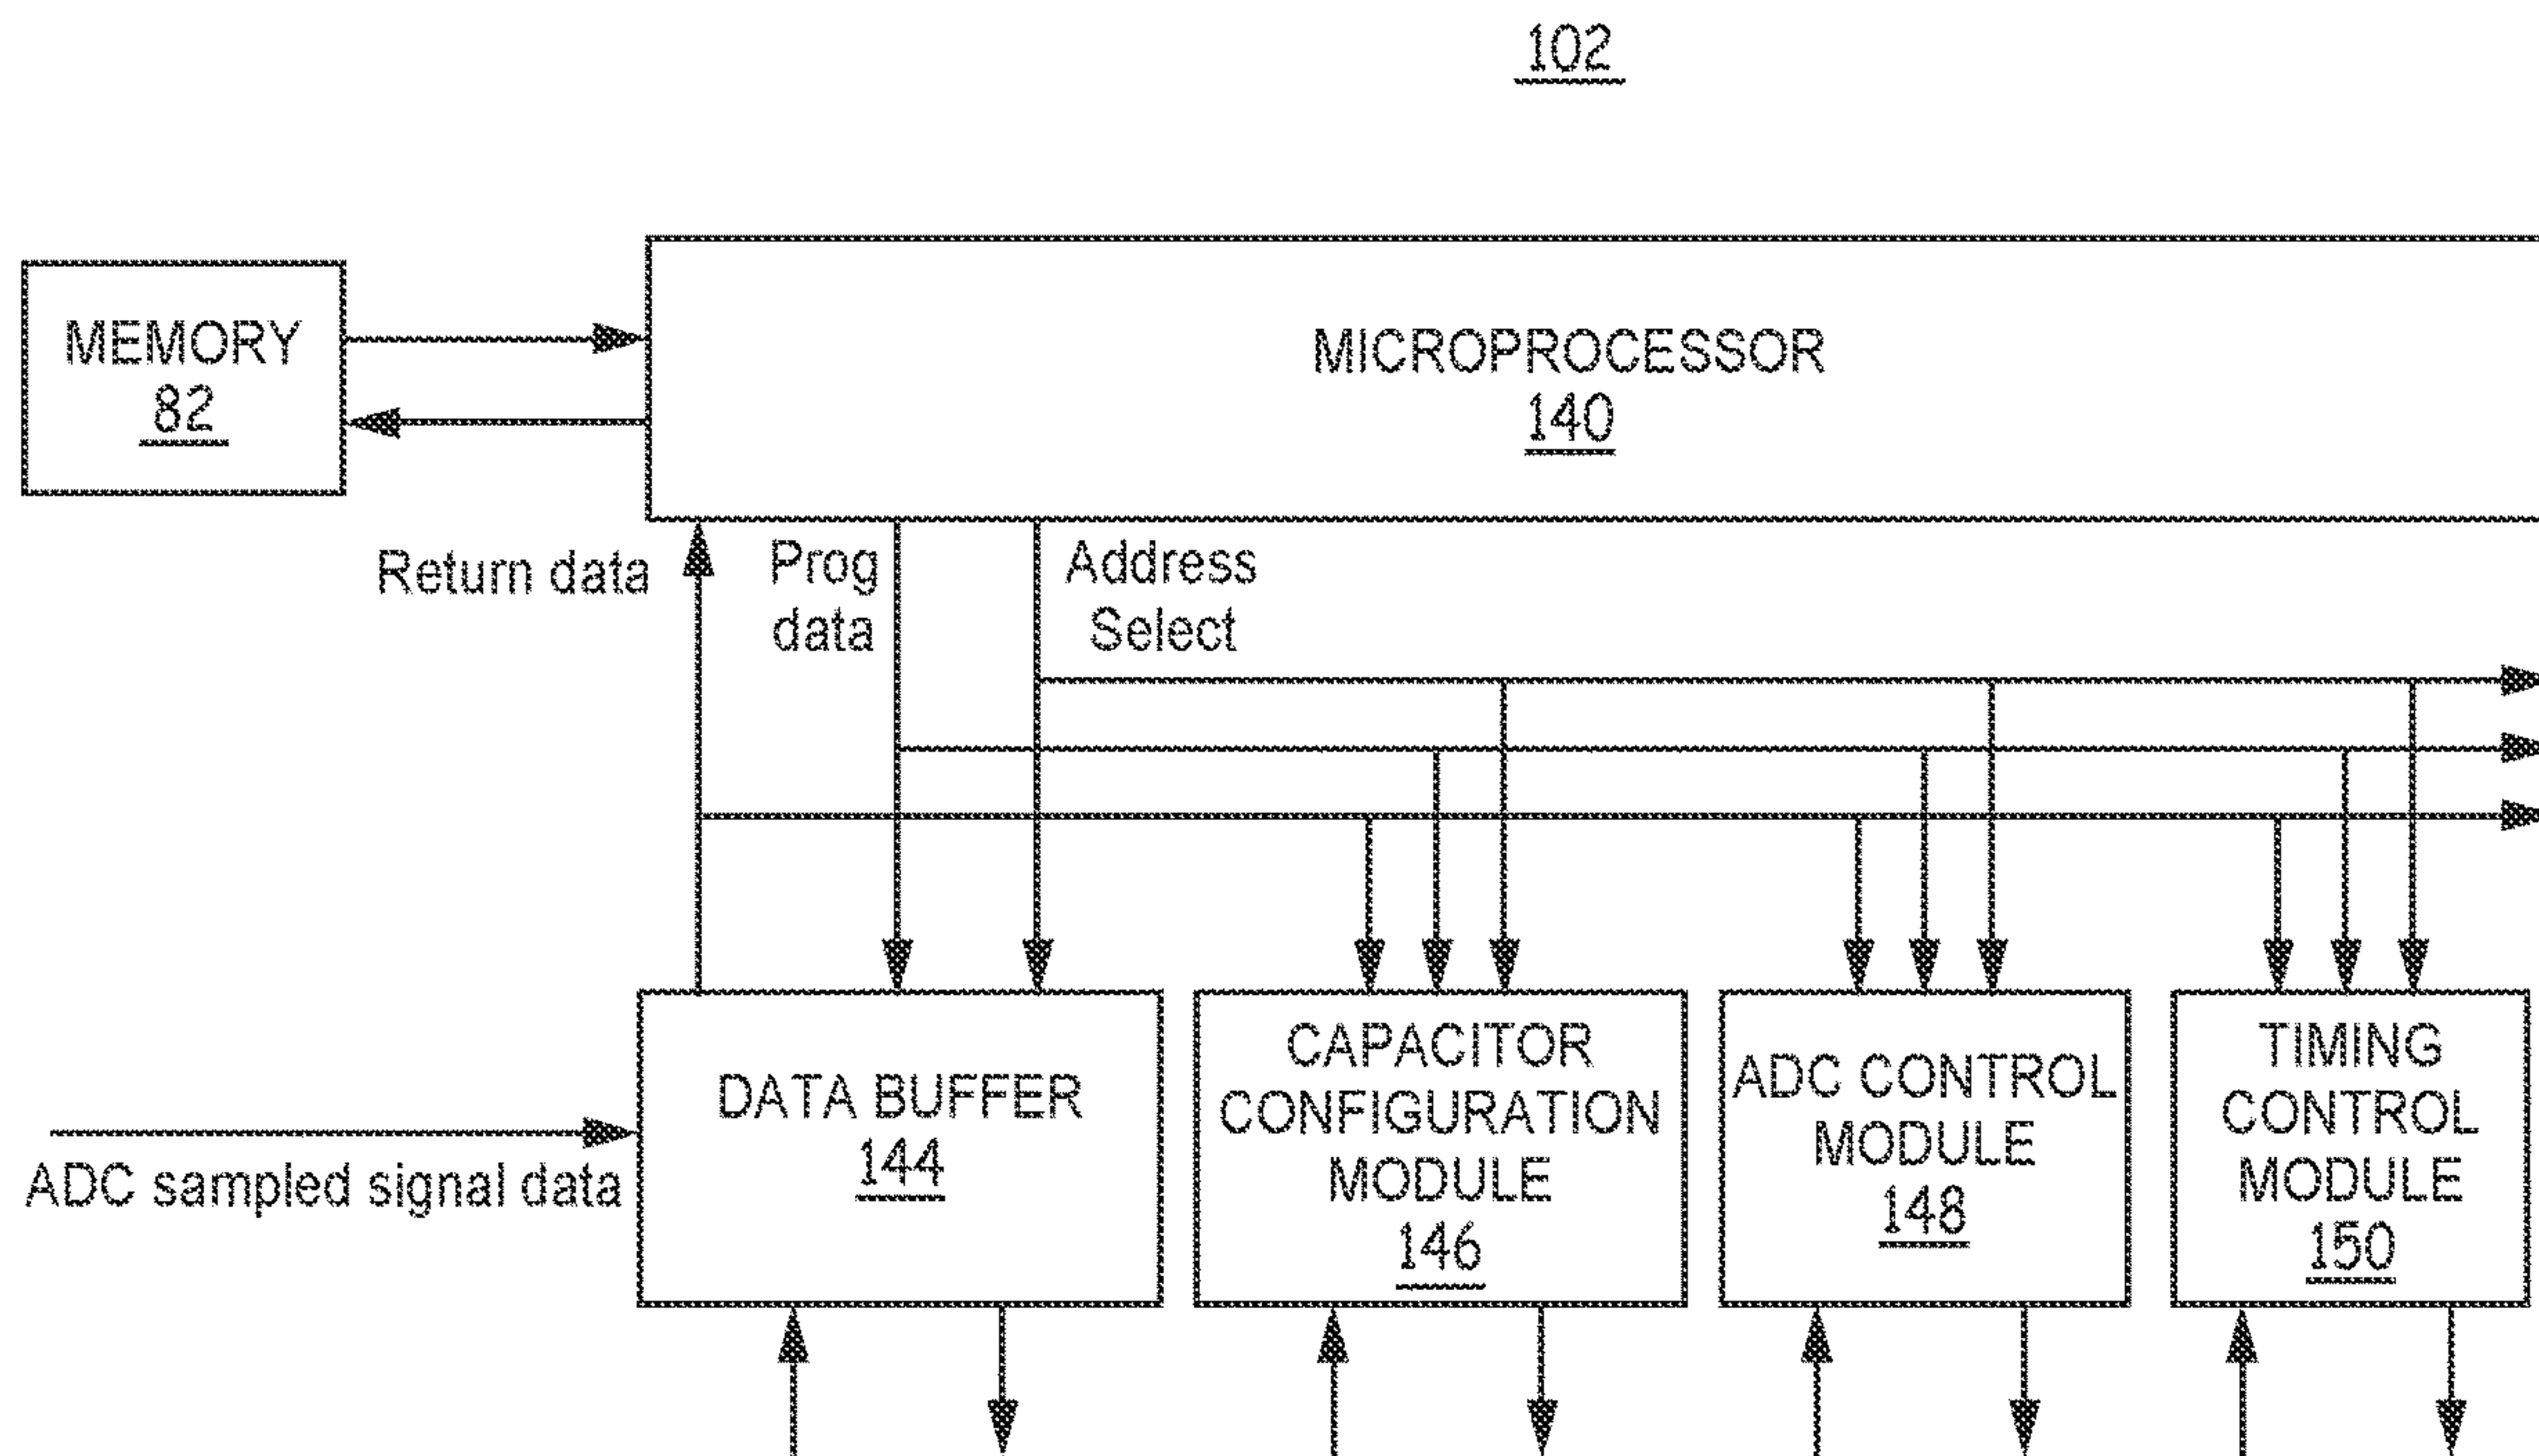 102
MEMORY
82
MICROPROCESSOR
140
Return data
Prog
data
Address
Select
ADC sampled signal data
DATA BUFFER
144
CAPACITOR
CONFIGURATION
MODULE
146
ADC CONTROL
MODULE
148
TIMING
CONTROL
MODULE
150